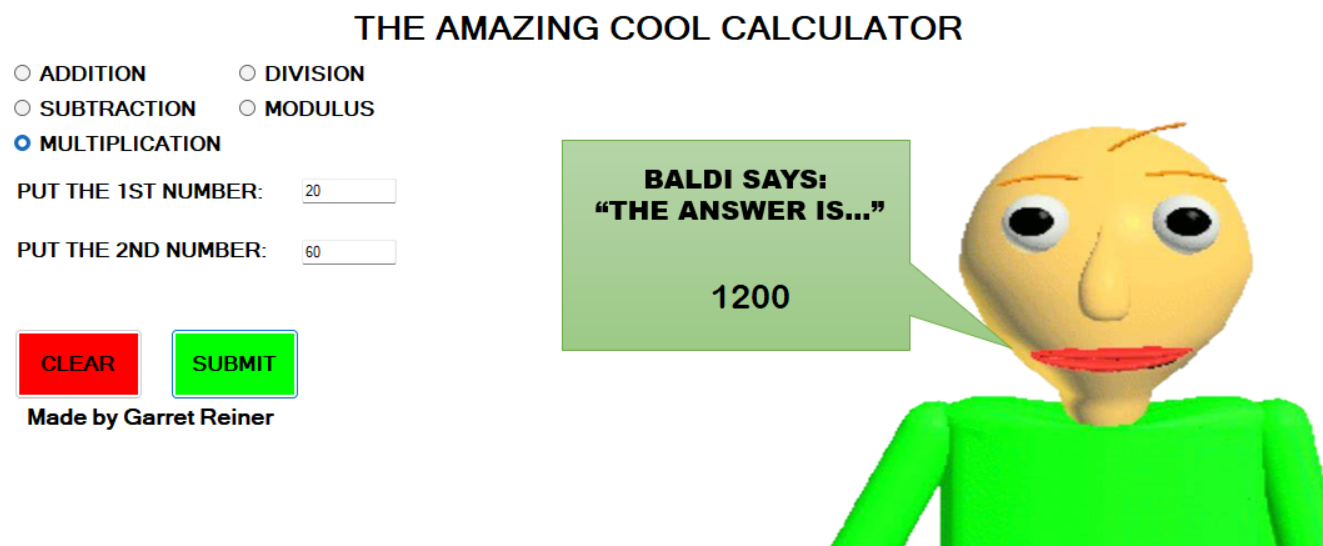 THE AMAZING COOL CALCULATOR
ADDITION
DIVISION
SUBTRACTION
MODULUS
MULTIPLICATION
PUT THE 1ST NUMBER:
20
PUT THE 2ND NUMBER:
60
CLEAR
SUBMIT
Made by Garret Reiner
BALDI SAYS:
“THE ANSWER IS...”
1200